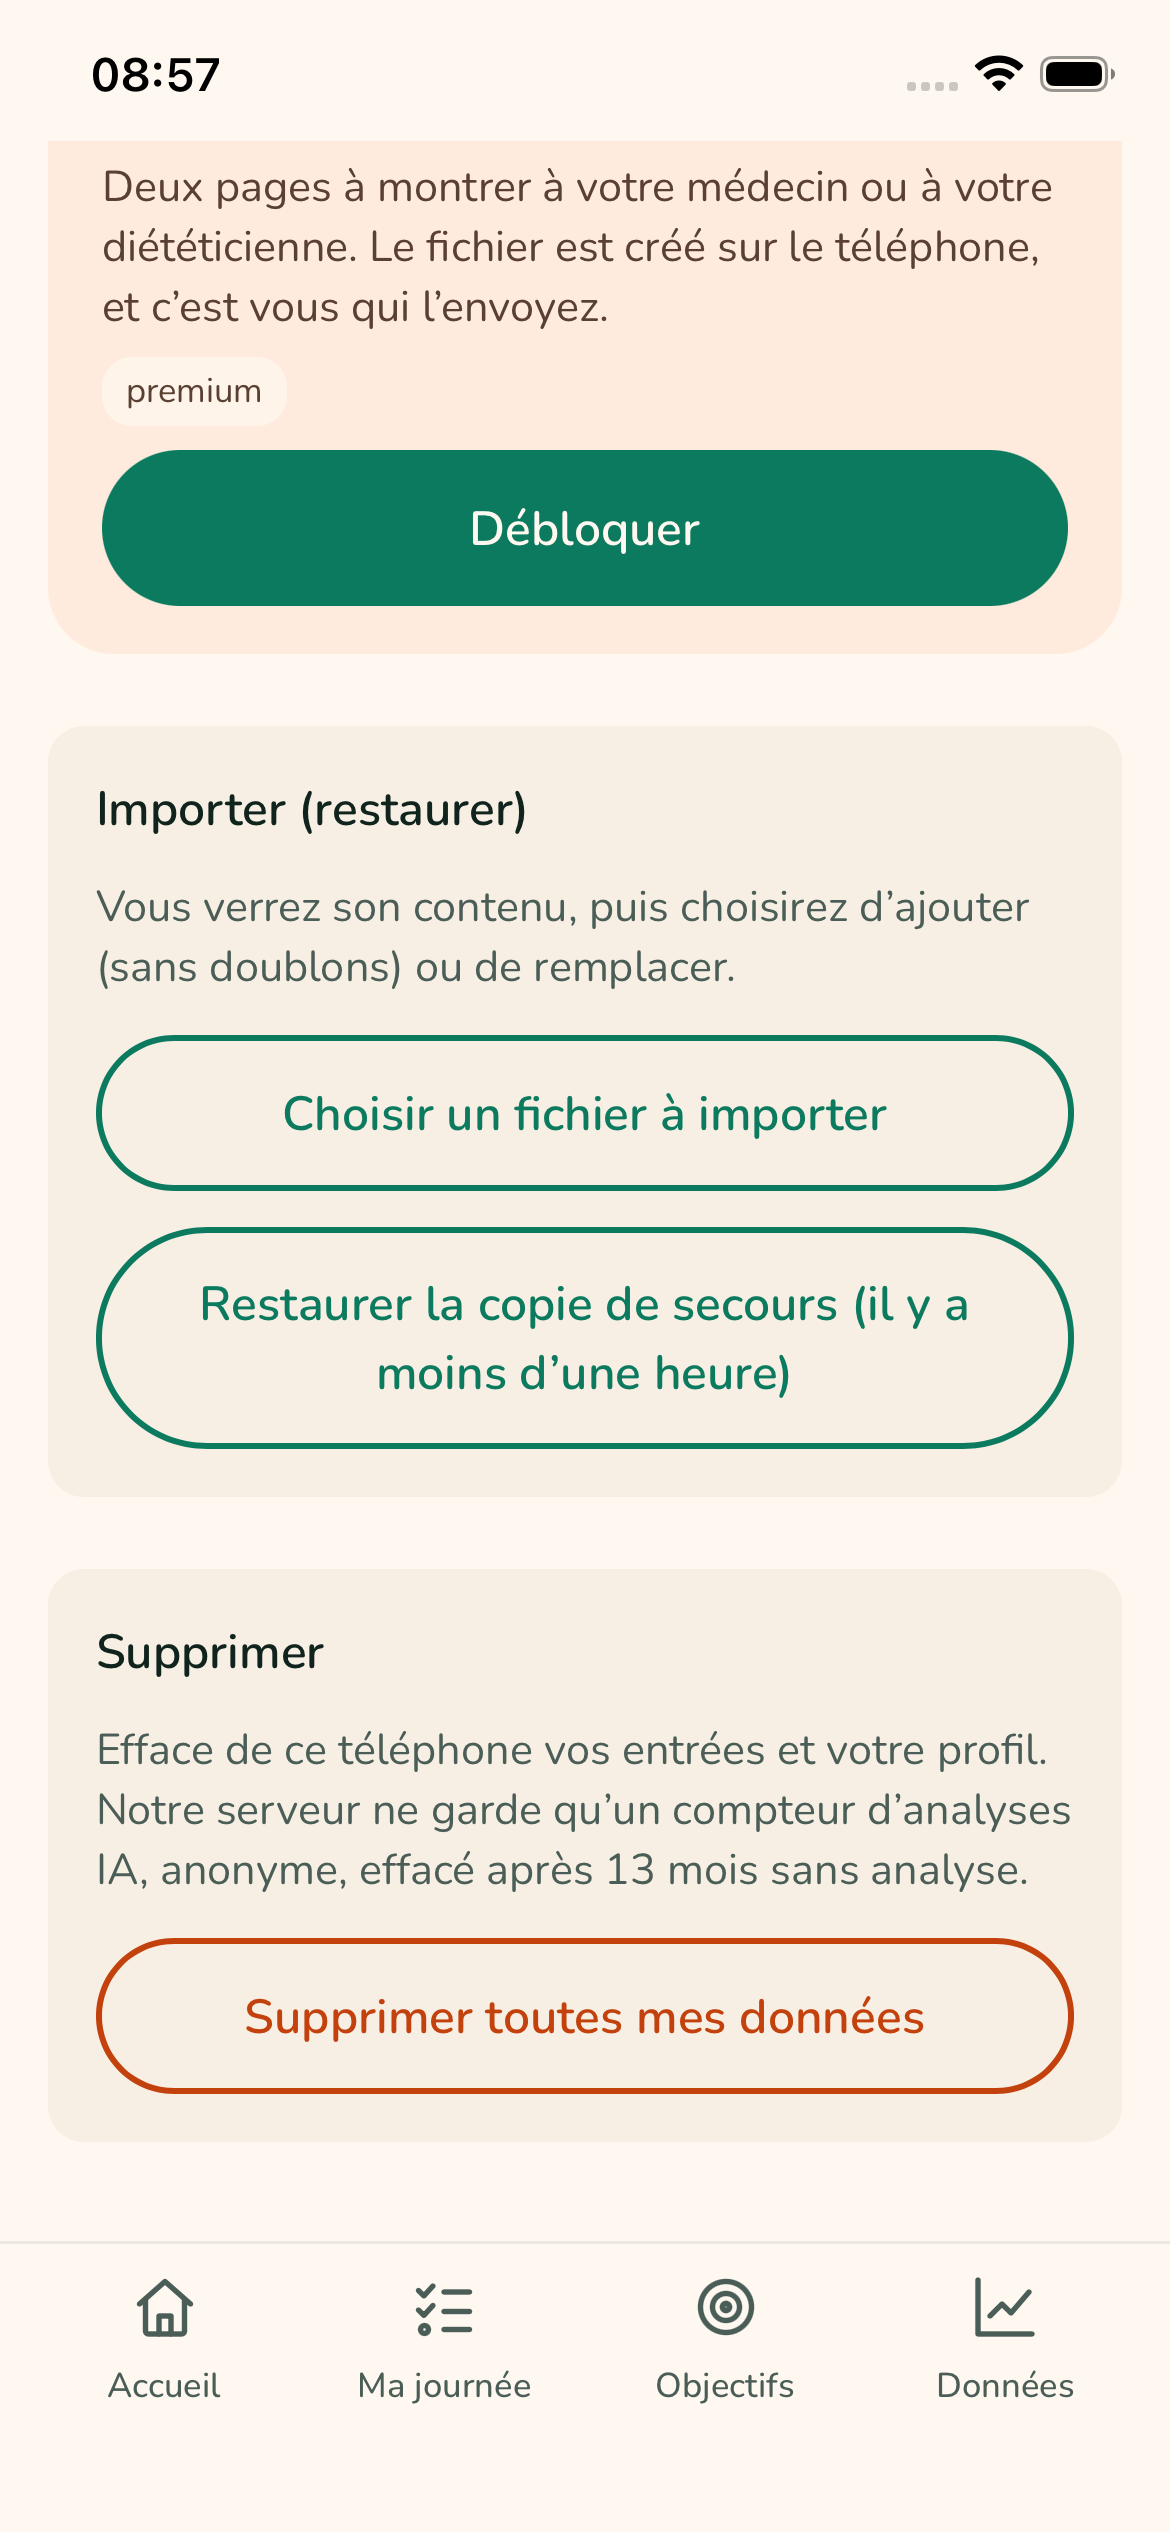 08:57
Deux pages à montrer à votre médecin ou à votre
diététicienne. Le fichier est créé sur le téléphone,
et c’est vous qui l’envoyez.
premium
Débloquer
Importer (restaurer)
Vous verrez son contenu, puis choisirez d’ajouter
(sans doublons) ou de remplacer.
Choisir un fichier à importer
Restaurer la copie de secours (il y a
moins d’une heure)
Supprimer
Efface de ce téléphone vos entrées et votre profil.
Notre serveur ne garde qu’un compteur d’analyses
IA, anonyme, effacé après 13 mois sans analyse.
Supprimer toutes mes données
Accueil
Ma journée
Objectifs
Données